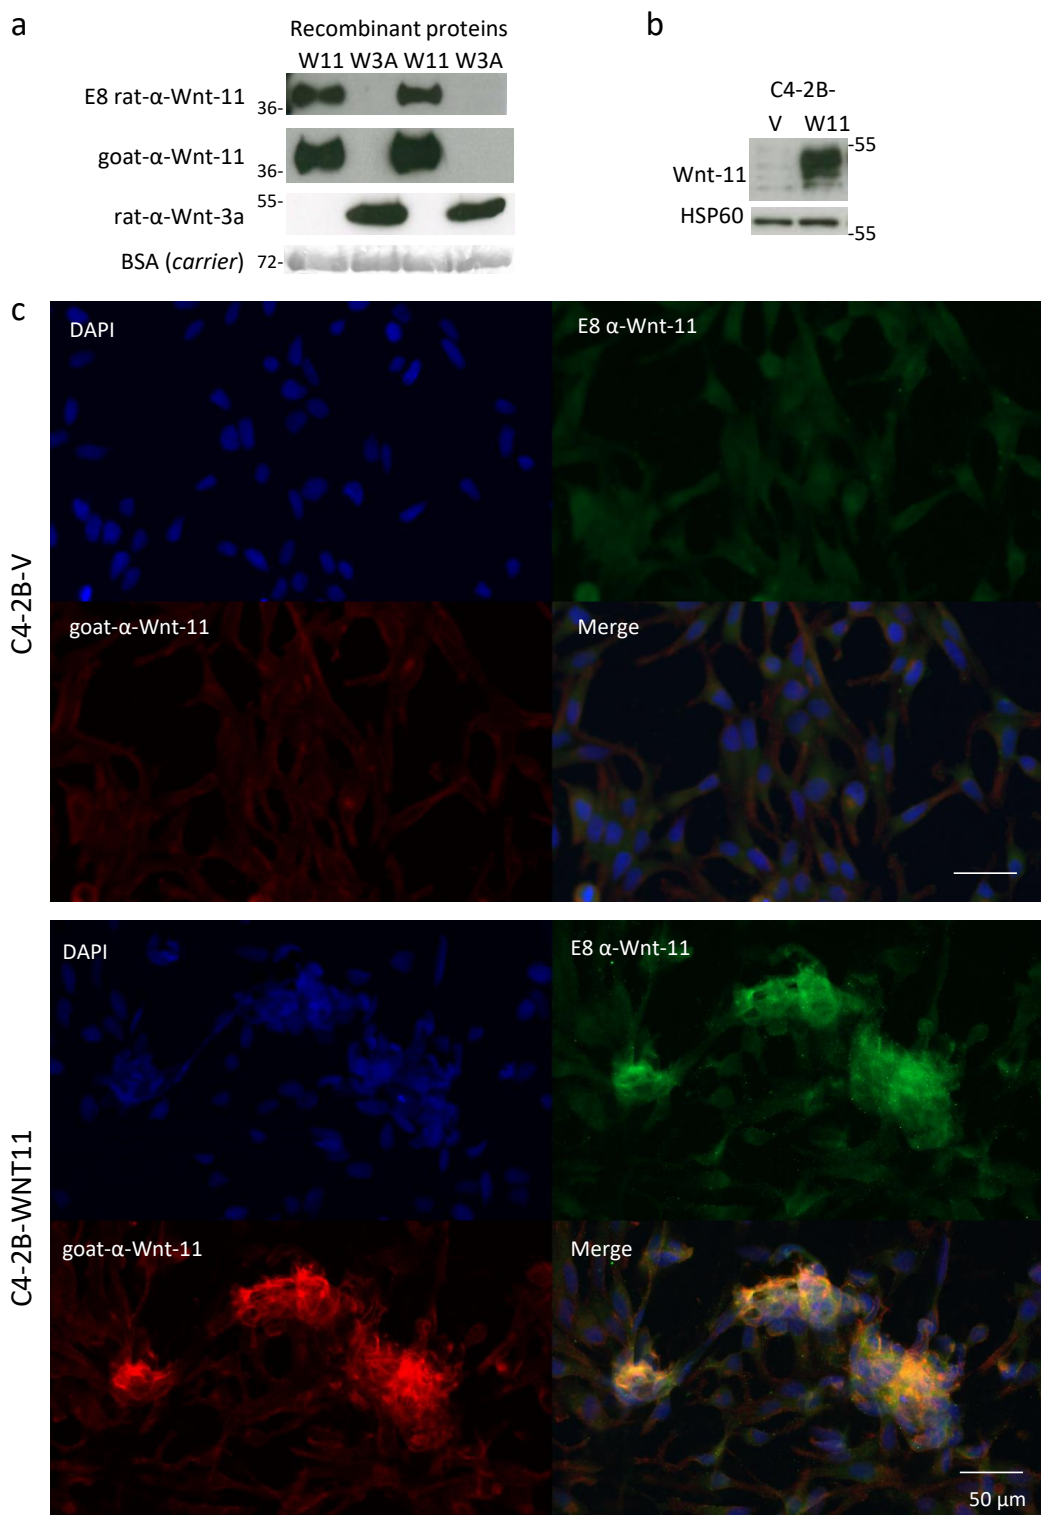 a
Recombinant proteins
W11 W3A W11 W3A
E8 rat-α-Wnt-11
36-
goat-α-Wnt-11
36-
rat-α-Wnt-3a
55-
BSA (carrier)
72-
b
C4-2B-
V W11
-55
Wnt-11
HSP60
-55
c
C4-2B-V
DAPI
E8 α-Wnt-11
goat-α-Wnt-11
Merge
C4-2B-WNT11
DAPI
E8 α-Wnt-11
goat-α-Wnt-11
Merge
50 µm